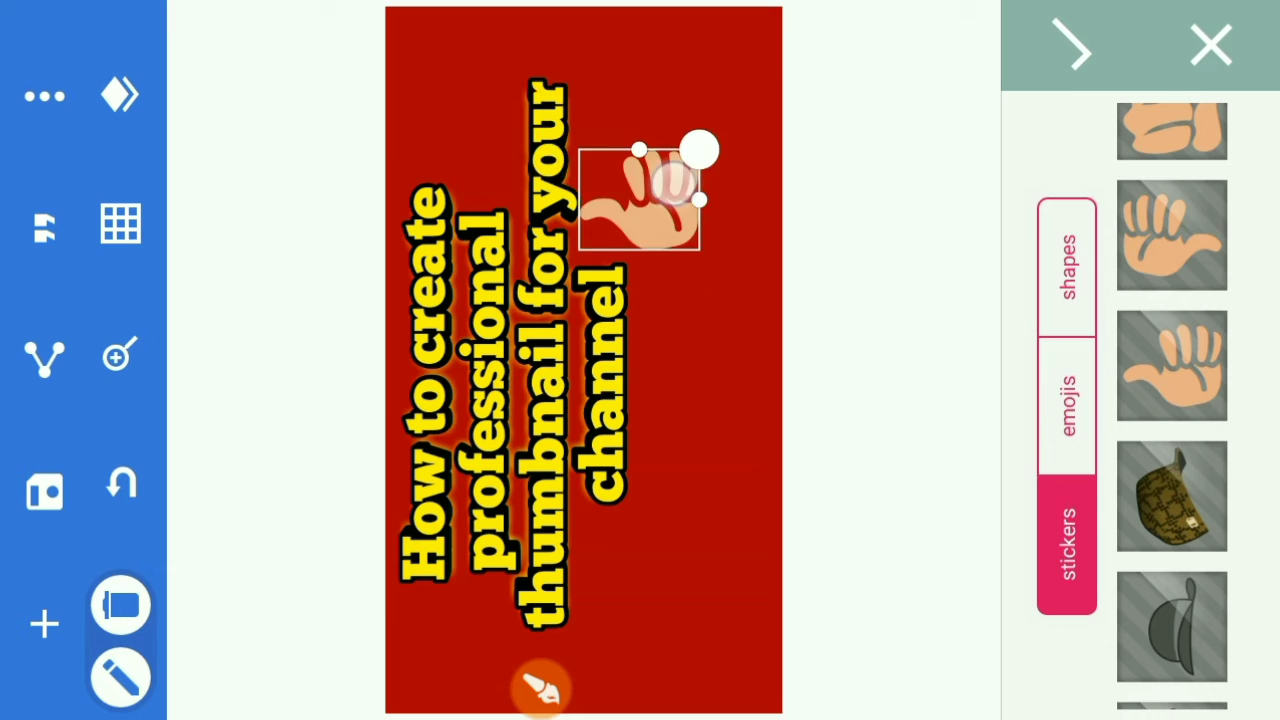 How to create
professional
thumbnail for your
channel
shapes
emojis
stickers